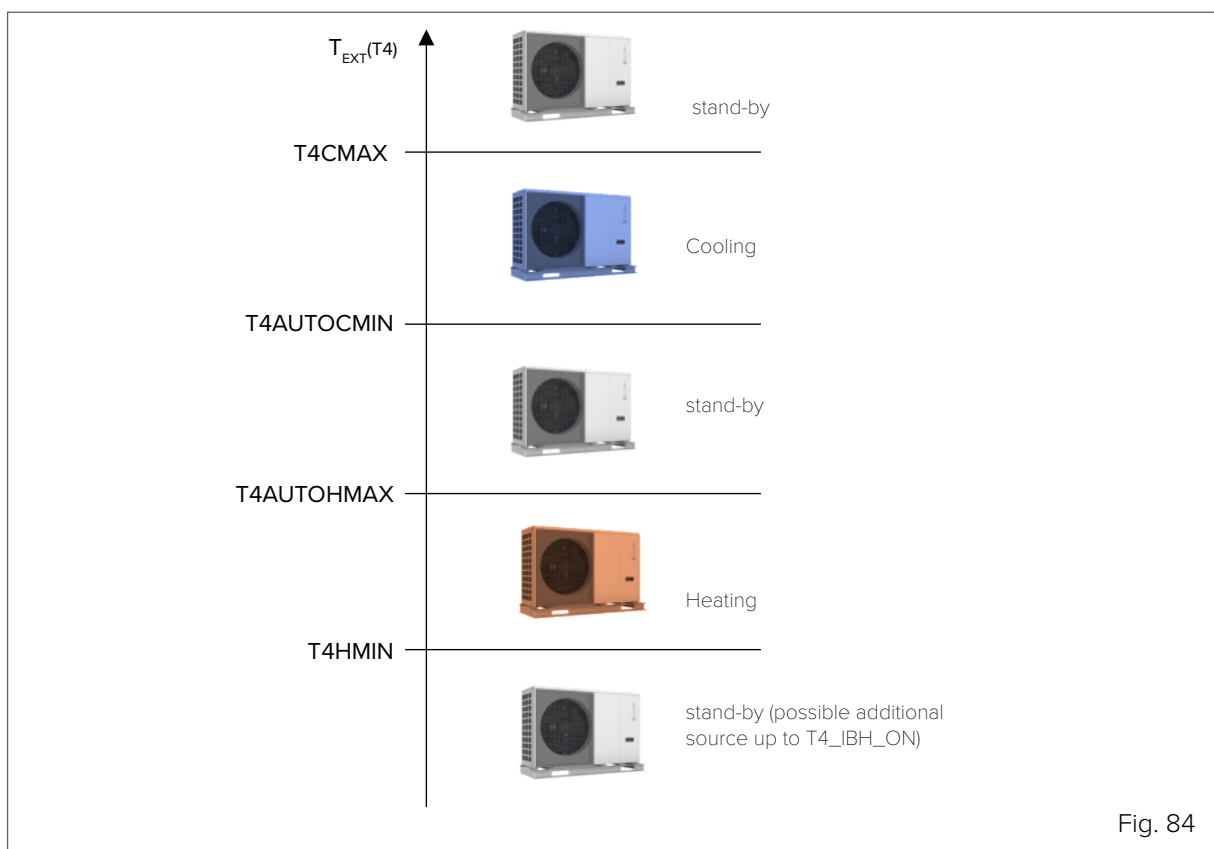 T_EXT(T4)
stand-by
T4CMAX
Cooling
T4AUTOCMIN
stand-by
T4AUTOHMAX
Heating
T4HMIN
stand-by (possible additional
source up to T4_IBH_ON)
Fig. 84